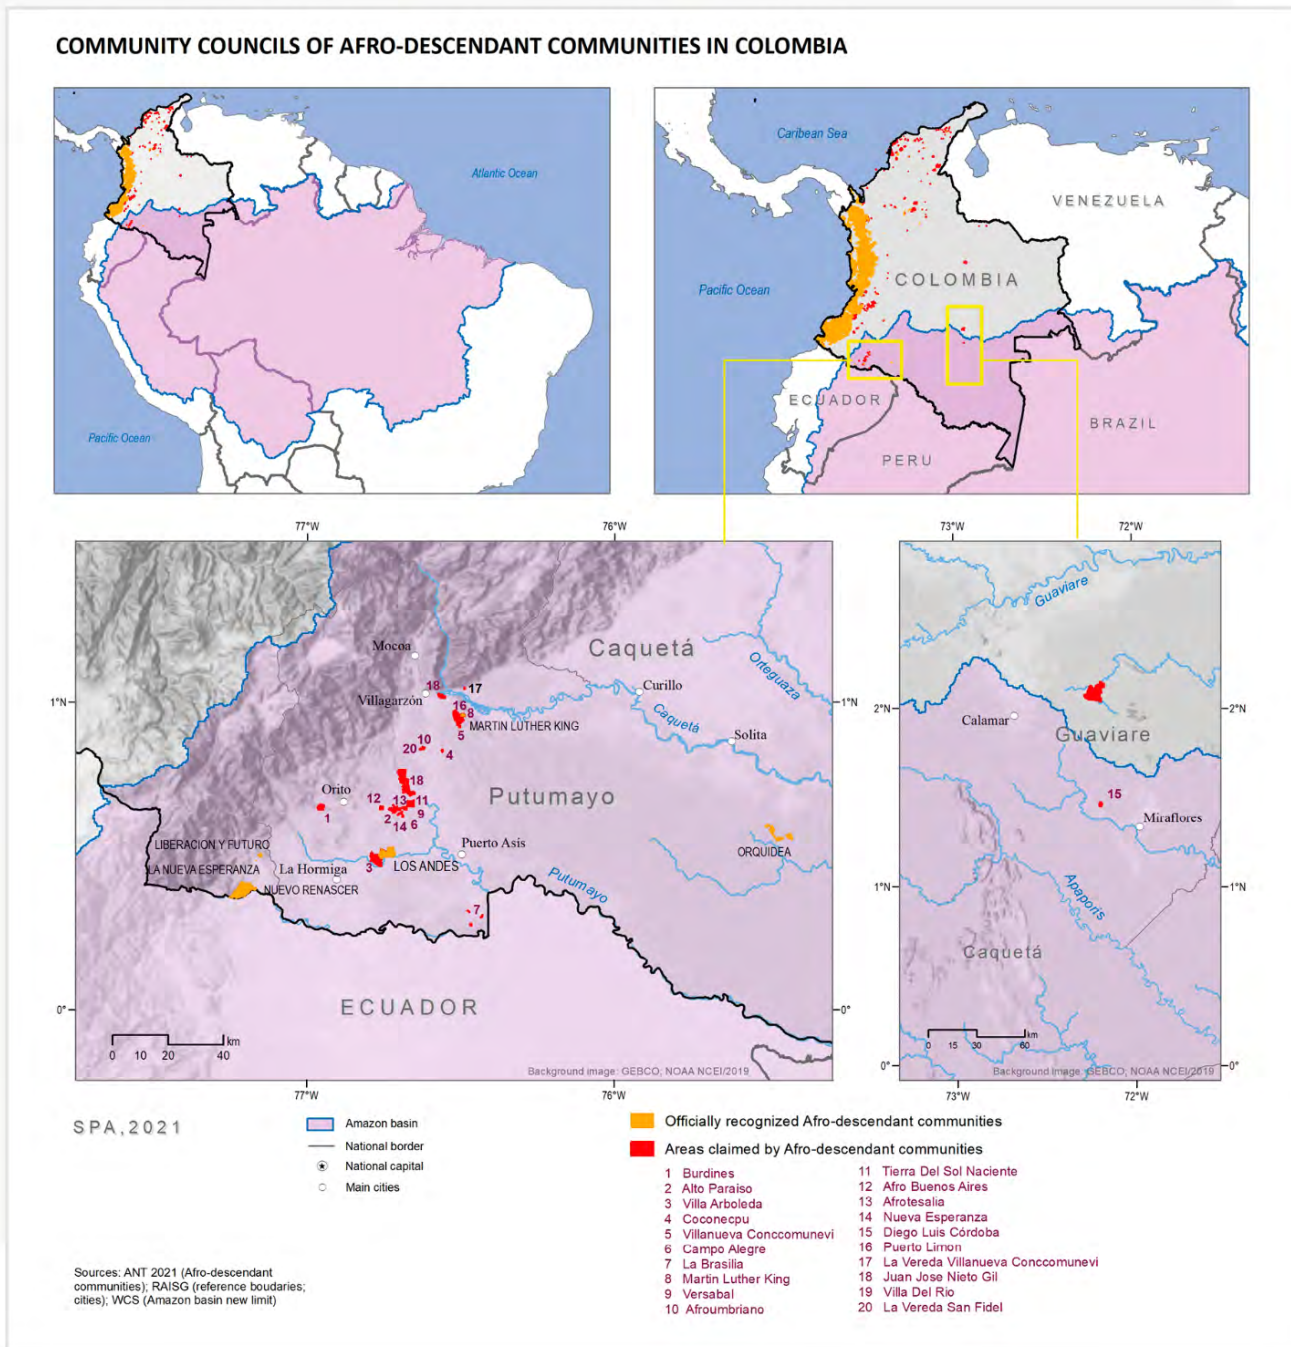 COMMUNITY COUNCILS OF AFRO-DESCENDANT COMMUNITIES IN COLOMBIA
Atlantic Ocean
Pacific Ocean
Caribean Sea
VENEZUELA
Pacific Ocean
COLOMBIA
ECUADOR
BRAZIL
PERU
77°W
76°W
73°W
72°W
Mocoa
Caquetá
Orteguaza
18
17
Curillo
1°N
Villagarzón
16
8
Caquetá
MARTIN LUTHER KING
5
Solita
10
20
4
18
Orito
Putumayo
12
13
11
1
2
9
14
6
LIBERACION Y FUTURO
Puerto Asis
ORQUIDEA
LA NUEVA ESPERANZA
La Hormiga
3
LOS ANDES
NUEVO RENASCER
Putumayo
7
0°
ECUADOR
km
0 10 20 40
Background image: GEBCO, NOAA NCEI/2019
77°W
76°W
1°N
0°
Guaviare
2°N
2°N
Calamar
Guaviare
15
Miraflores
1°N
1°N
Apaporis
Caquetá
km
0 15 30 60
0°
0°
Background image: GEBCO, NOAA NCEI/2019
73°W
72°W
SPA,2021
Amazon basin
National border
National capital
Main cities
Officially recognized Afro-descendant communities
Areas claimed by Afro-descendant communities
1 Burdines
2 Alto Paraiso
3 Villa Arboleda
4 Coconecpu
5 Villanueva Conccomunevi
6 Campo Alegre
7 La Brasilia
8 Martin Luther King
9 Versabal
10 Afroumbriano
11 Tierra Del Sol Naciente
12 Afro Buenos Aires
13 Afrotesalia
14 Nueva Esperanza
15 Diego Luis Córdoba
16 Puerto Limon
17 La Vereda Villanueva Conccomunevi
18 Juan Jose Nieto Gil
19 Villa Del Rio
20 La Vereda San Fidel
Sources: ANT 2021 (Afro-descendant
communities); RAISG (reference boudaries;
cities); WCS (Amazon basin new limit)